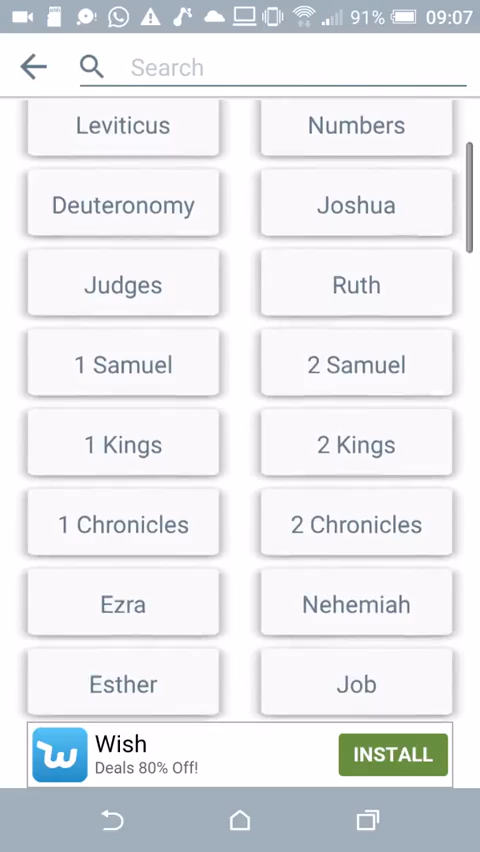 91% 09:07
Search
Leviticus Numbers
Deuteronomy Joshua
Judges Ruth
1 Samuel 2 Samuel
1 Kings 2 Kings
1 Chronicles 2 Chronicles
Ezra Nehemiah
Esther Job
Wish
Deals 80% Off!
INSTALL